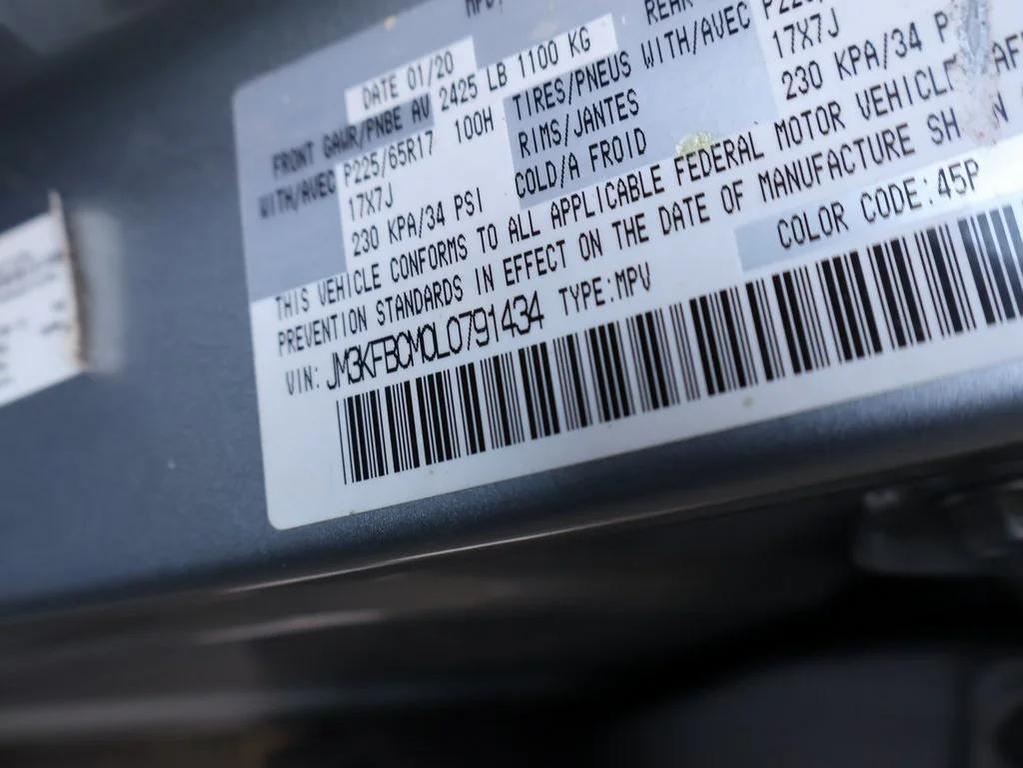 DATE 01/20
FRONT GAWR/PNBE AV 2425 LB 1100 KG
WITH/AVEC P225/65R17 100H TIRES/PNEUS WITH/AVEC
17X7J RIMS/JANTES 17X7J
230 KPA/34 PSI COLD/A FROID 230 KPA/34
THIS VEHICLE CONFORMS TO ALL APPLICABLE FEDERAL MOTOR VEHICLE
PREVENTION STANDARDS IN EFFECT ON THE DATE OF MANUFACTURE
VIN: JM3KFBCM0L0791434 TYPE:MPV
COLOR CODE:45P